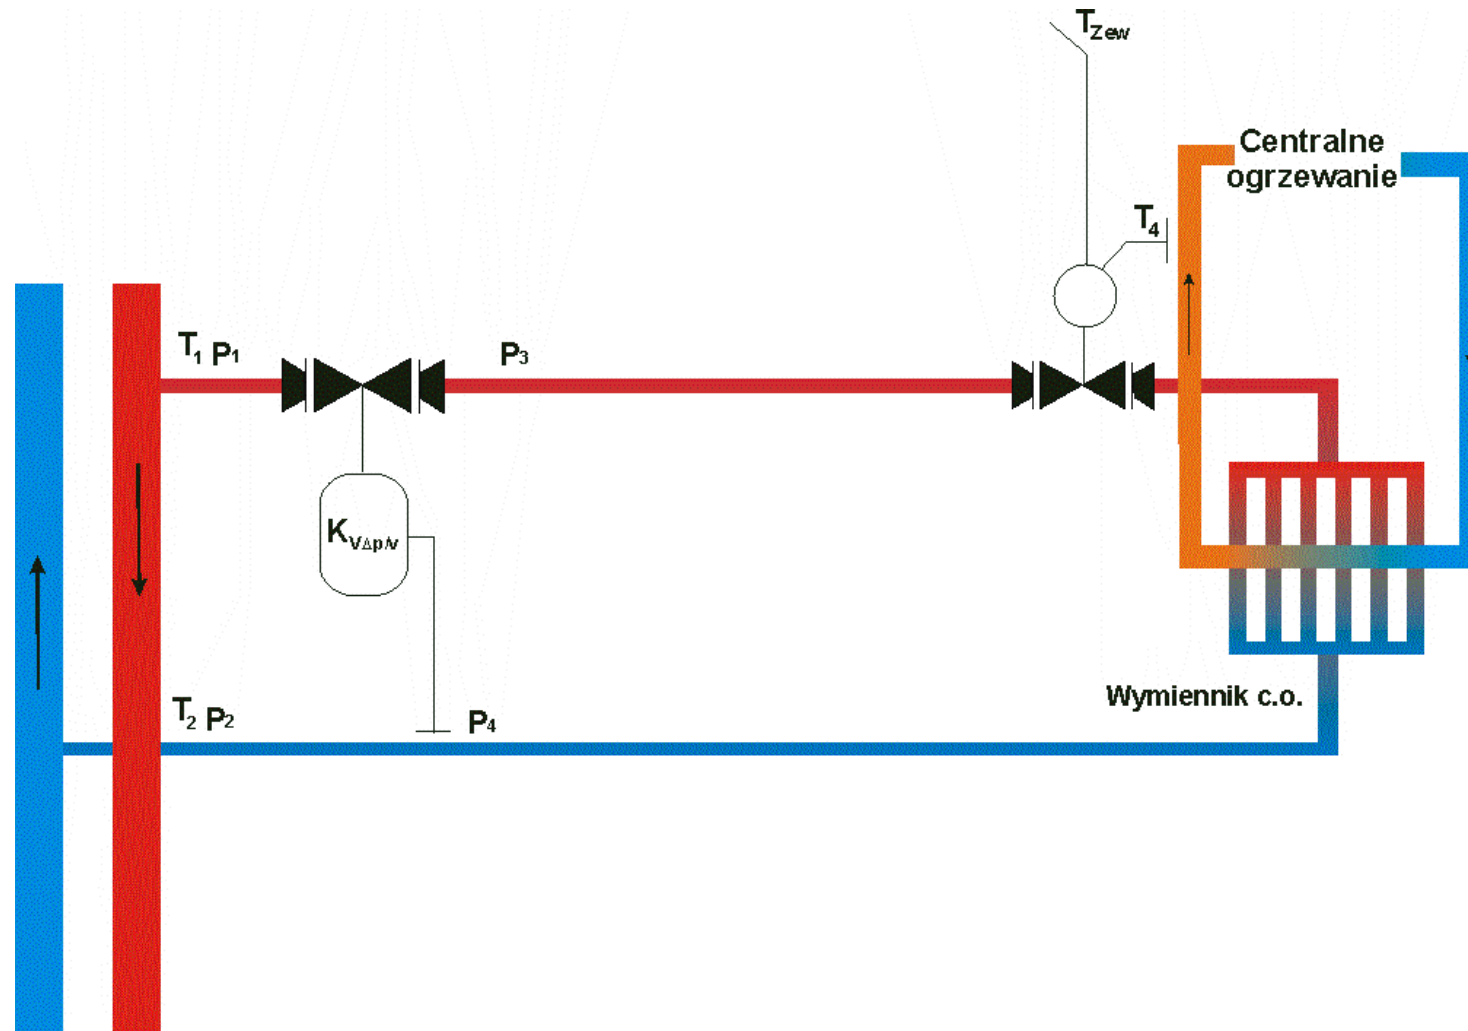 TZew
Centralne
ogrzewanie
T4
T1 P1
P3
KVΔp/V
T2 P2
P4
Wymiennik c.o.